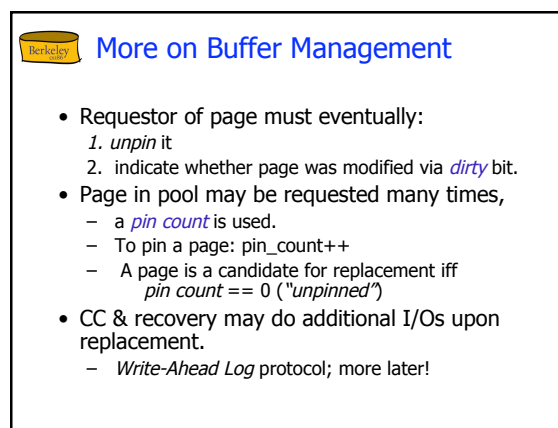 Berkeley
cs186
More on Buffer Management
• Requestor of page must eventually:
1. unpin it
2. indicate whether page was modified via dirty bit.
• Page in pool may be requested many times,
– a pin count is used.
– To pin a page: pin_count++
– A page is a candidate for replacement iff
pin count == 0 (“unpinned”)
• CC & recovery may do additional I/Os upon
replacement.
– Write-Ahead Log protocol; more later!